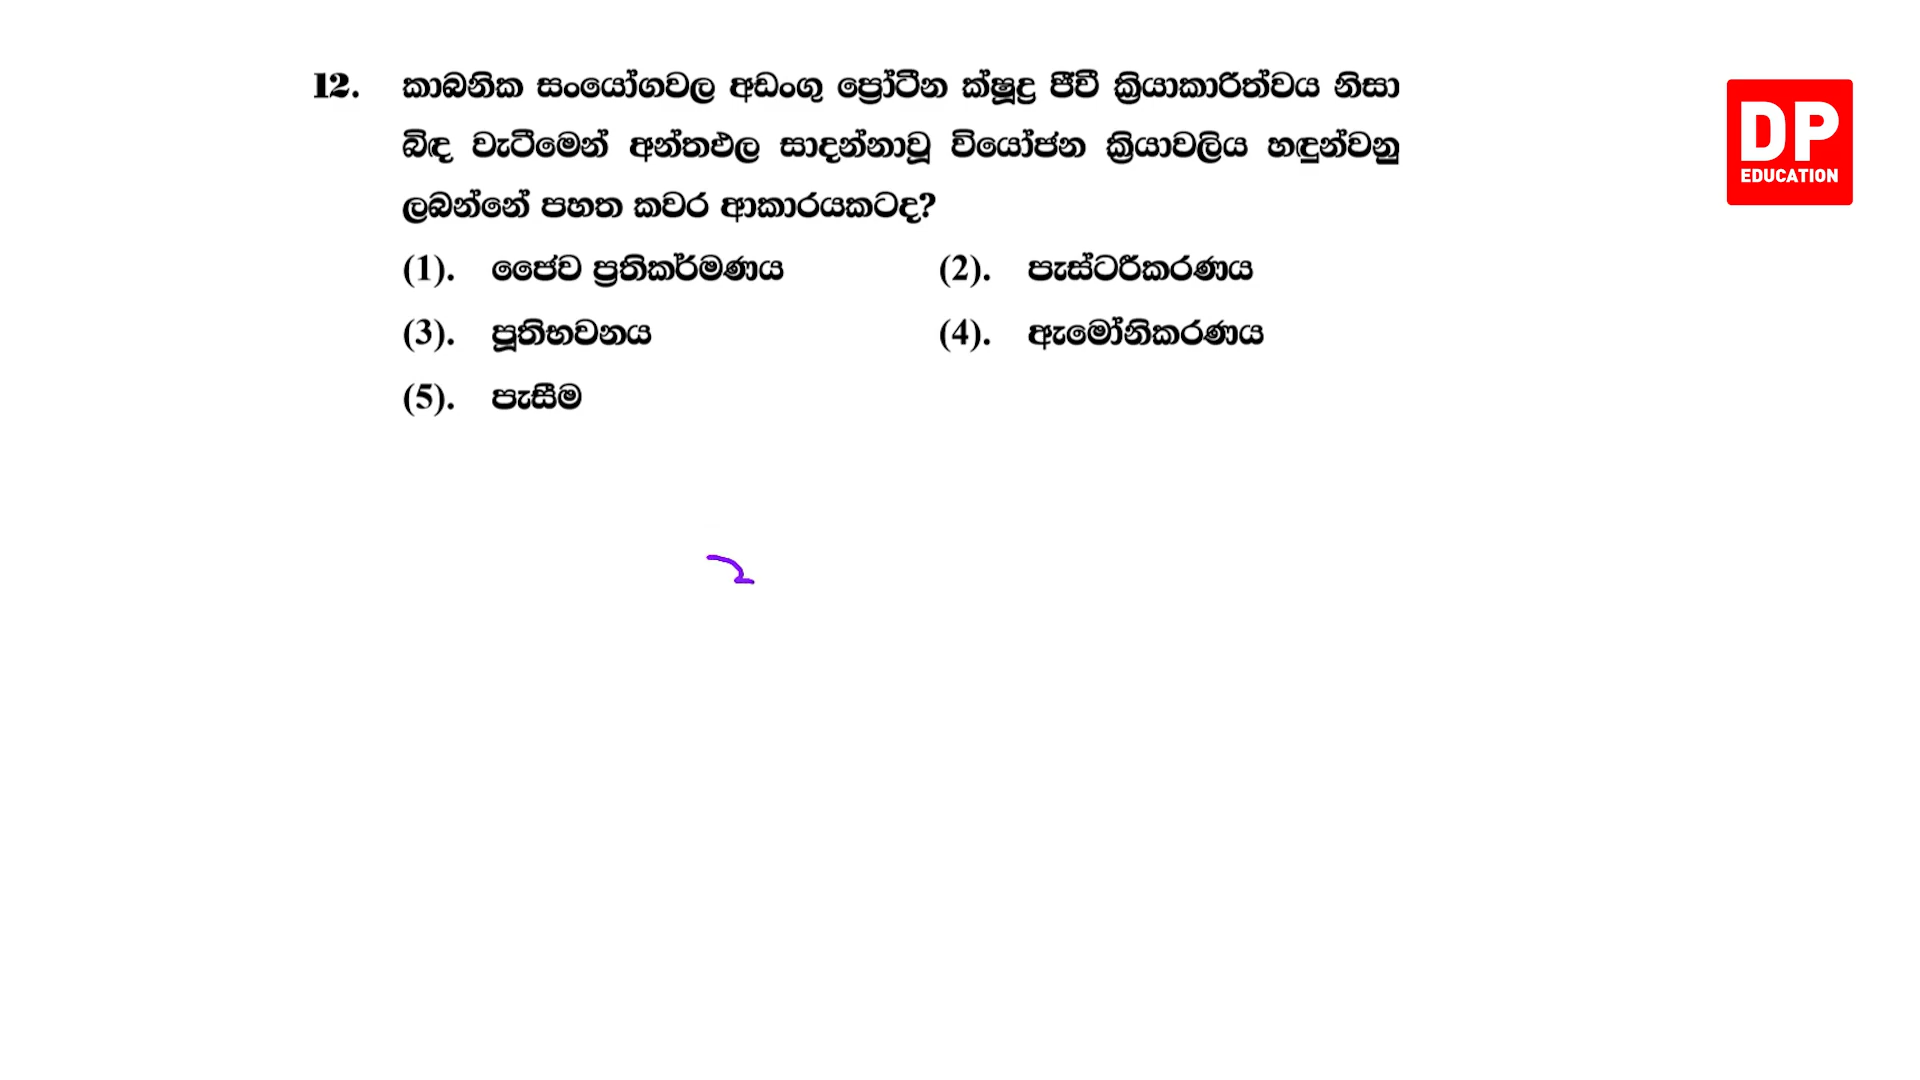 12. කාබනික සංයෝගවල අඩංගු ප්‍රෝටීන ක්ෂුද්‍ර ජීවී ක්‍රියාකාරීත්වය නිසා
බිඳ වැටීමෙන් අන්තඵල සාදන්නාවූ වියෝජන ක්‍රියාවලිය හඳුන්වනු
ලබන්නේ පහත කවර ආකාරයකටද?
(1). ජෛව ප්‍රතිකර්මණය (2). පැස්ටරීකරණය
(3). පූතිභවනය (4). ඇමෝනිකරණය
(5). පැසීම
DP
EDUCATION